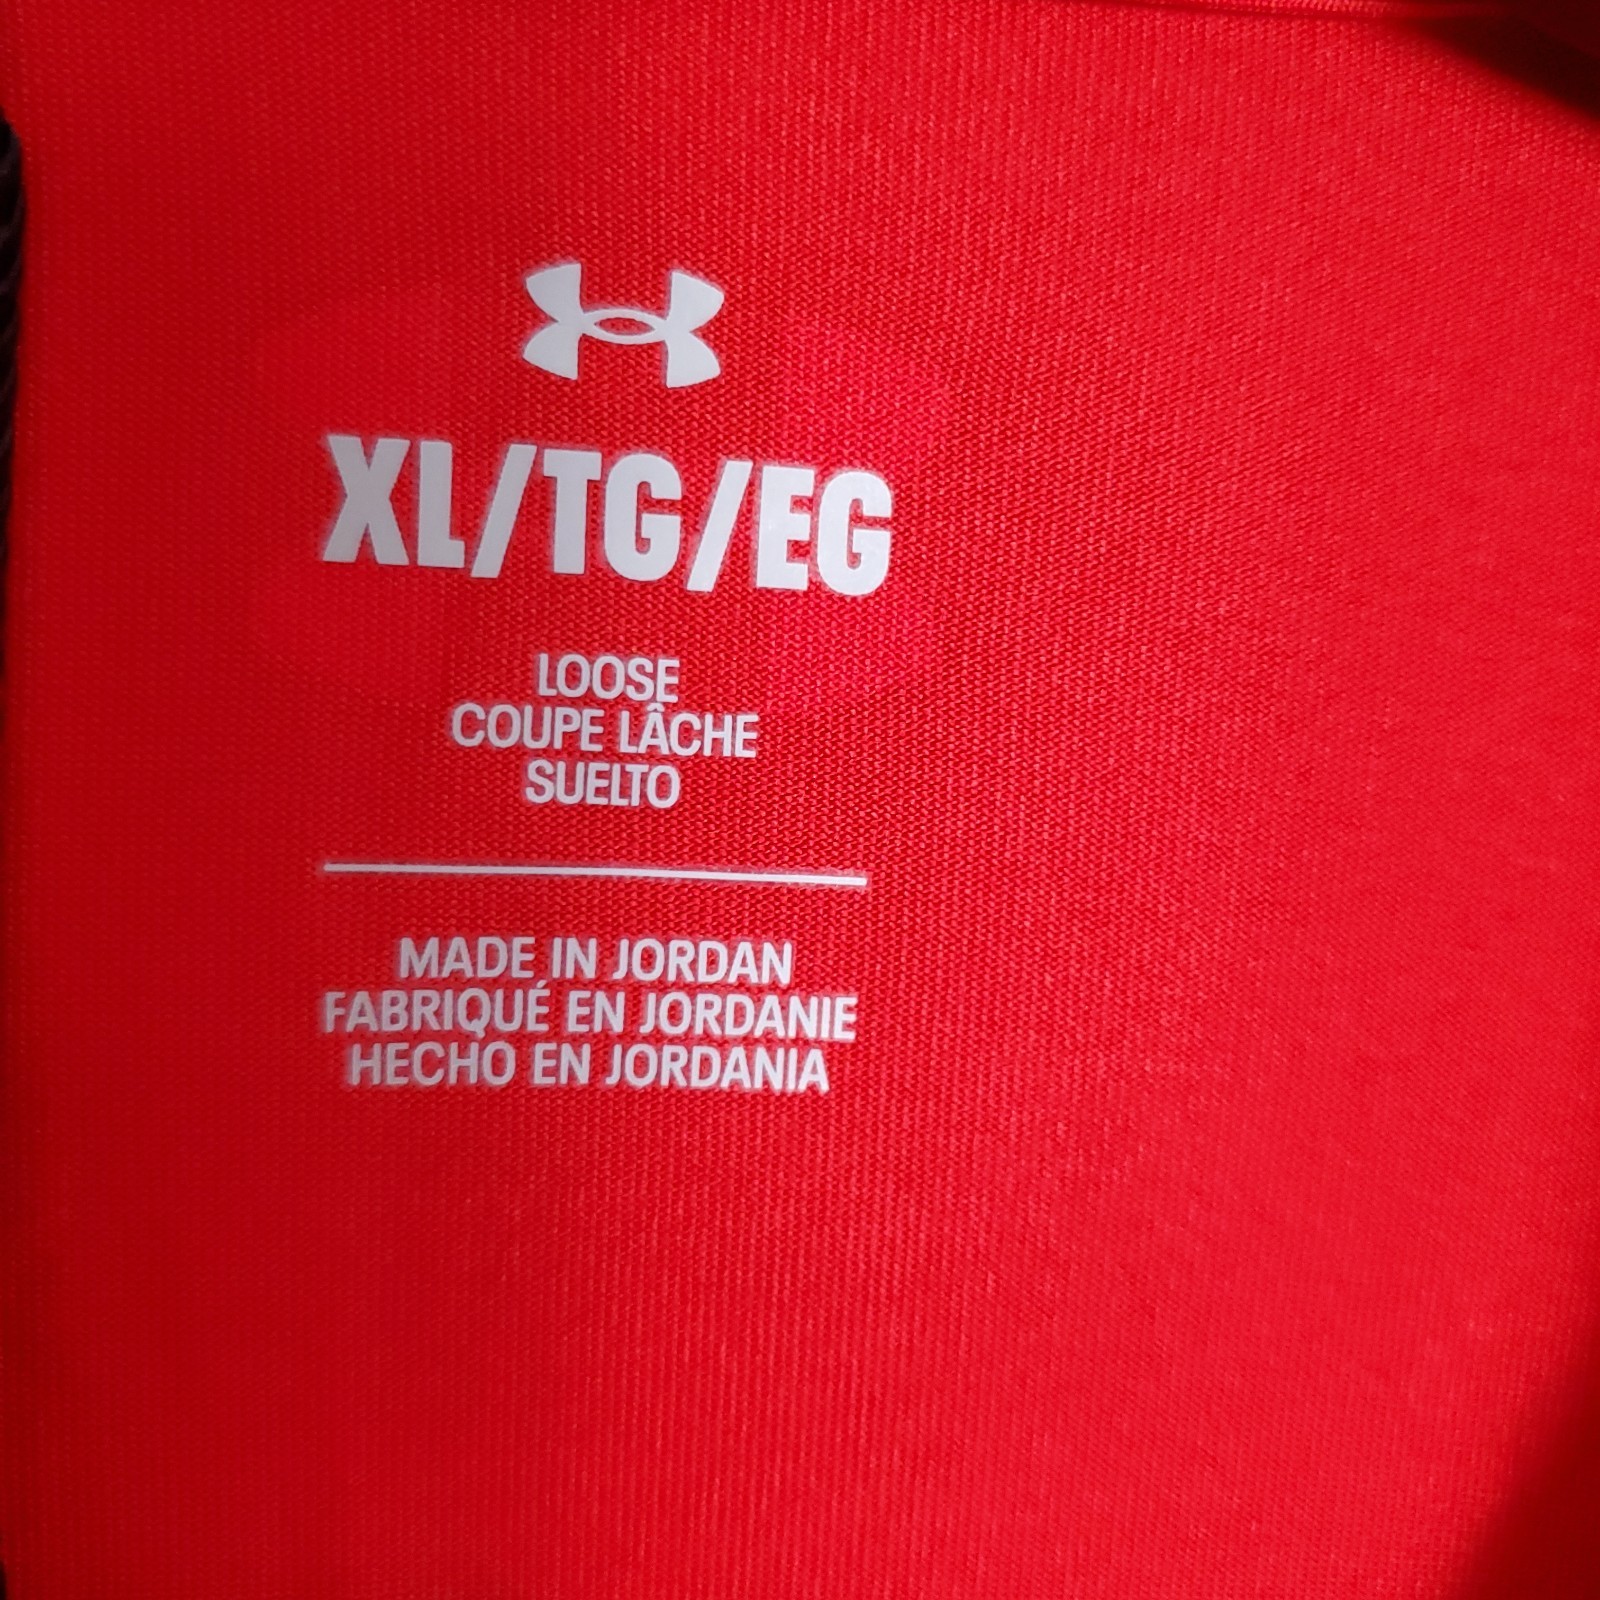 XL/TG/EG
LOOSE
COUPE LÂCHE
SUELTO
MADE IN JORDAN
FABRIQUÉ EN JORDANIE
HECHO EN JORDANIA